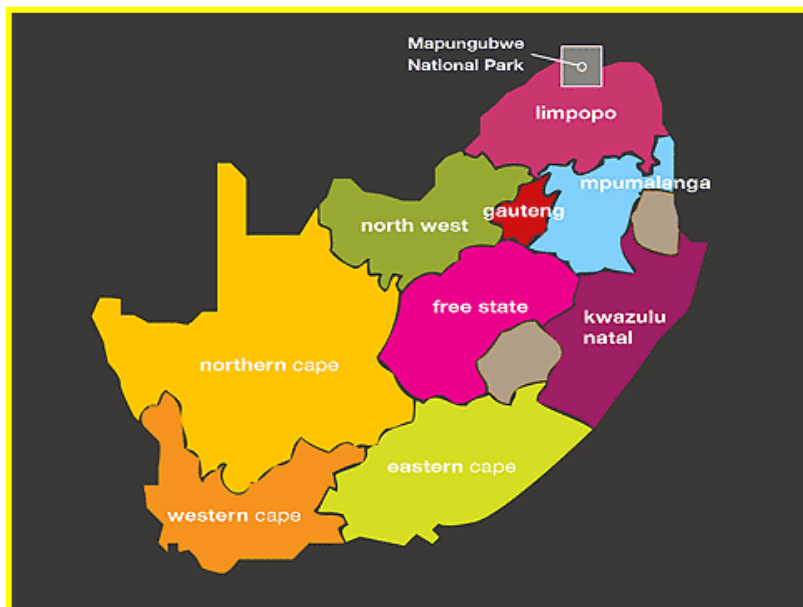 Mapungubwe
National Park
limpopo
mpumalanga
gauteng
north west
free state
kwazulu
natal
northern cape
eastern cape
western cape